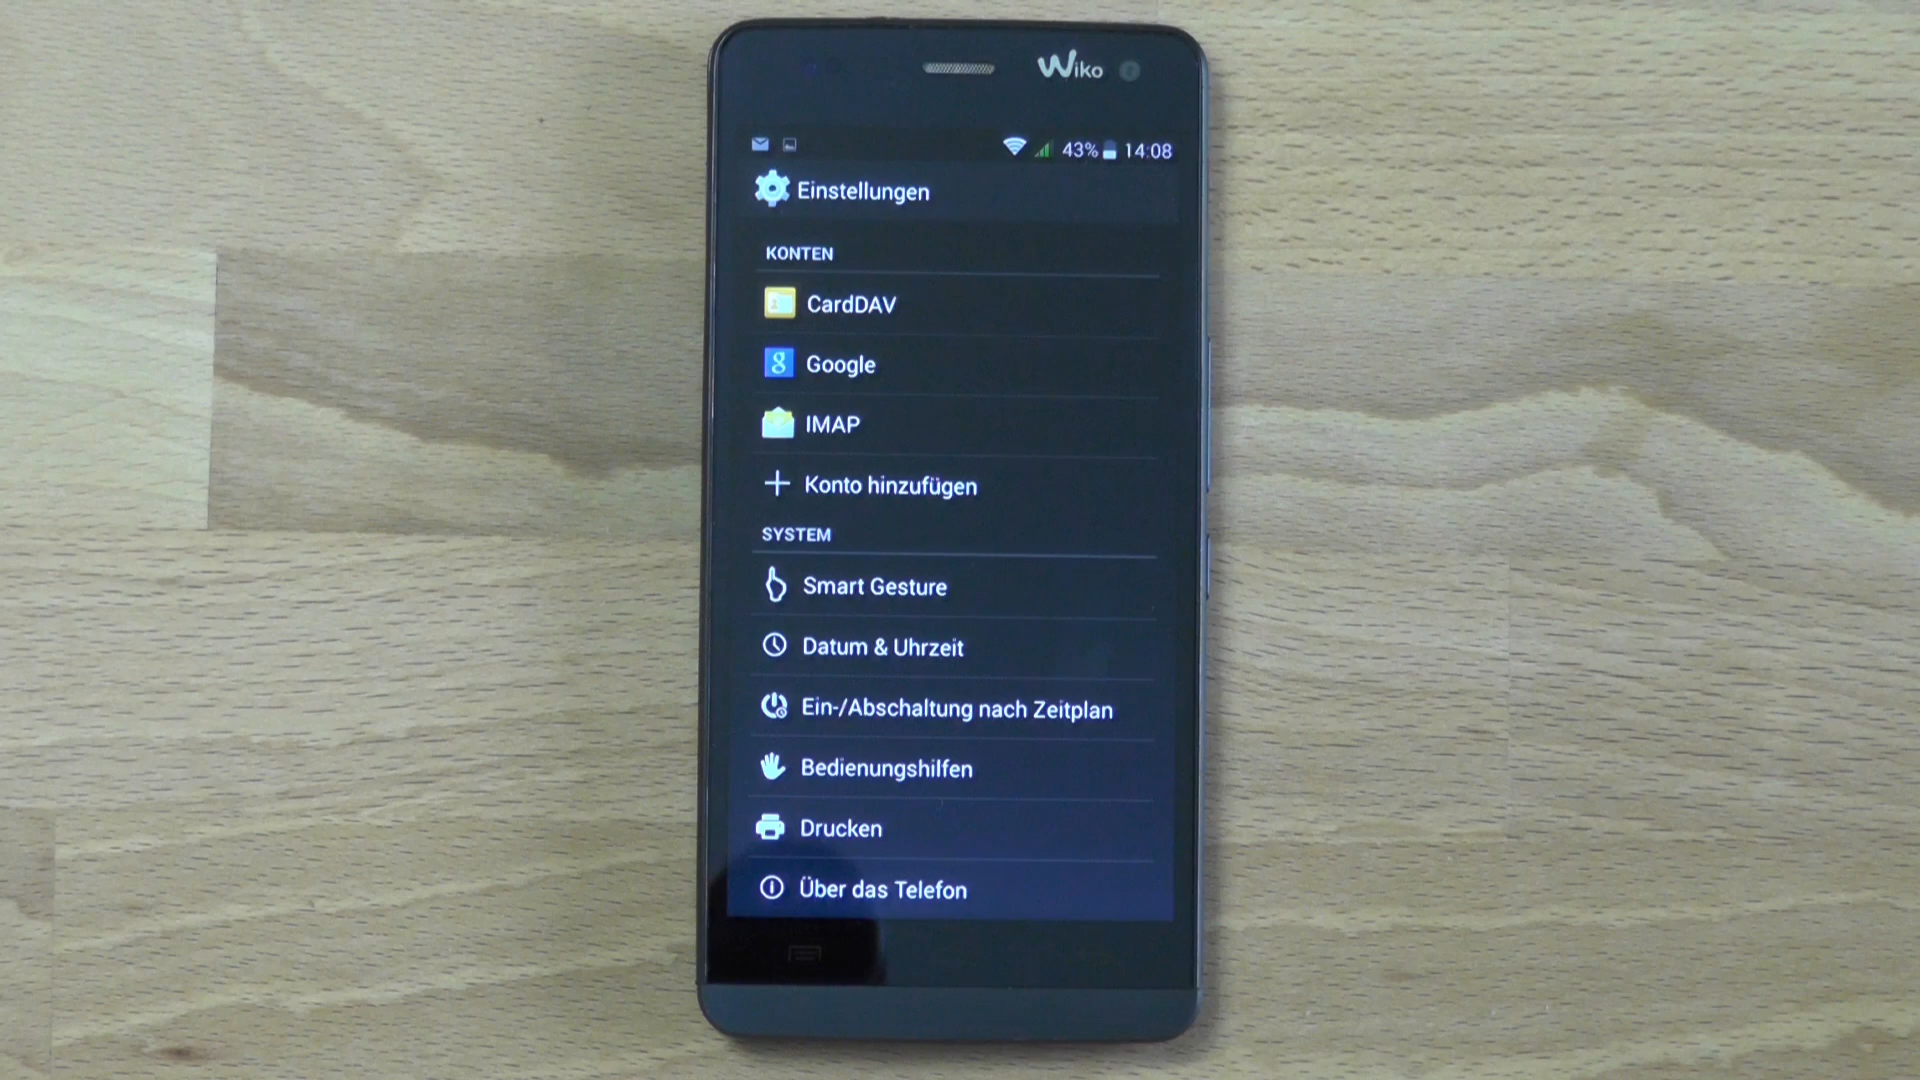 Wiko
43% 14:08
Einstellungen
KONTEN
CardDAV
8 Google
IMAP
Konto hinzufügen
SYSTEM
Smart Gesture
Datum & Uhrzeit
Ein-/Abschaltung nach Zeitplan
Bedienungshilfen
Drucken
Über das Telefon